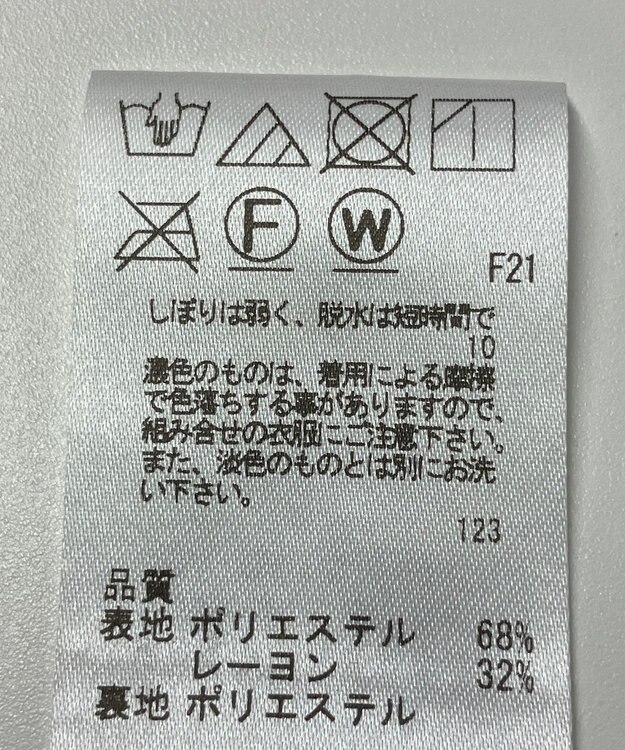 F W
F21
しぼりは弱く、脱水は短時間で
10
濃色のものは、着用による摩擦
で色落ちする事がありますので、
組み合せの衣服にご注意下さい。
また、淡色のものとは別にお洗
い下さい。
123
品質
表地 ポリエステル 68%
レーヨン 32%
裏地 ポリエステル